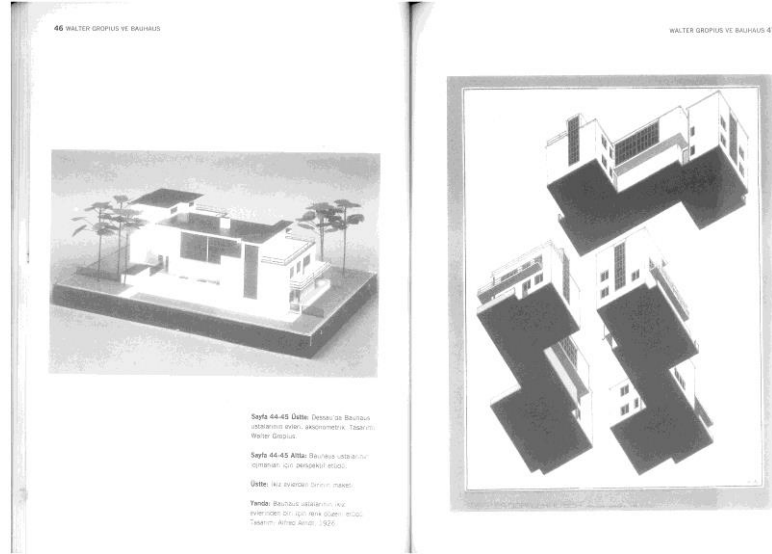 46 WALTER GROPIUS VE BAUHAUS
Sayfa 44-45 Üstte: Dessau'da Bauhaus
ustalarının evleri, aksonometrik. Tasarım:
Walter Gropius.
Sayfa 44-45 Altta: Bauhaus ustalarının
lojmanları için perspektif etüdü.
Üstte: İkiz evlerden birinin maketi.
Yanda: Bauhaus ustalarının ikiz
evlerinden biri için renk düzeni etüdü.
Tasarım: Alfred Arndt, 1926.
WALTER GROPIUS VE BAUHAUS